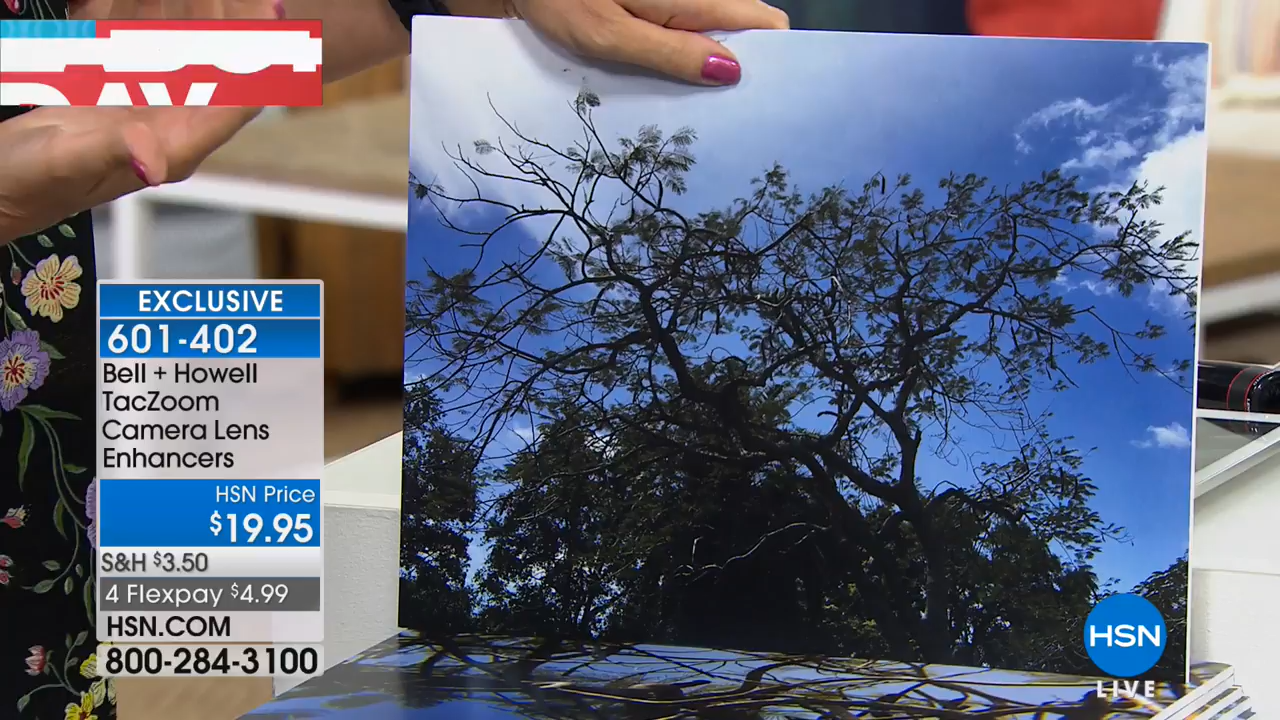 DAY
EXCLUSIVE
601-402
Bell + Howell
TacZoom
Camera Lens
Enhancers
HSN Price
$19.95
S&H $3.50
4 Flexpay $4.99
HSN.COM
800-284-3100
HSN
LIVE